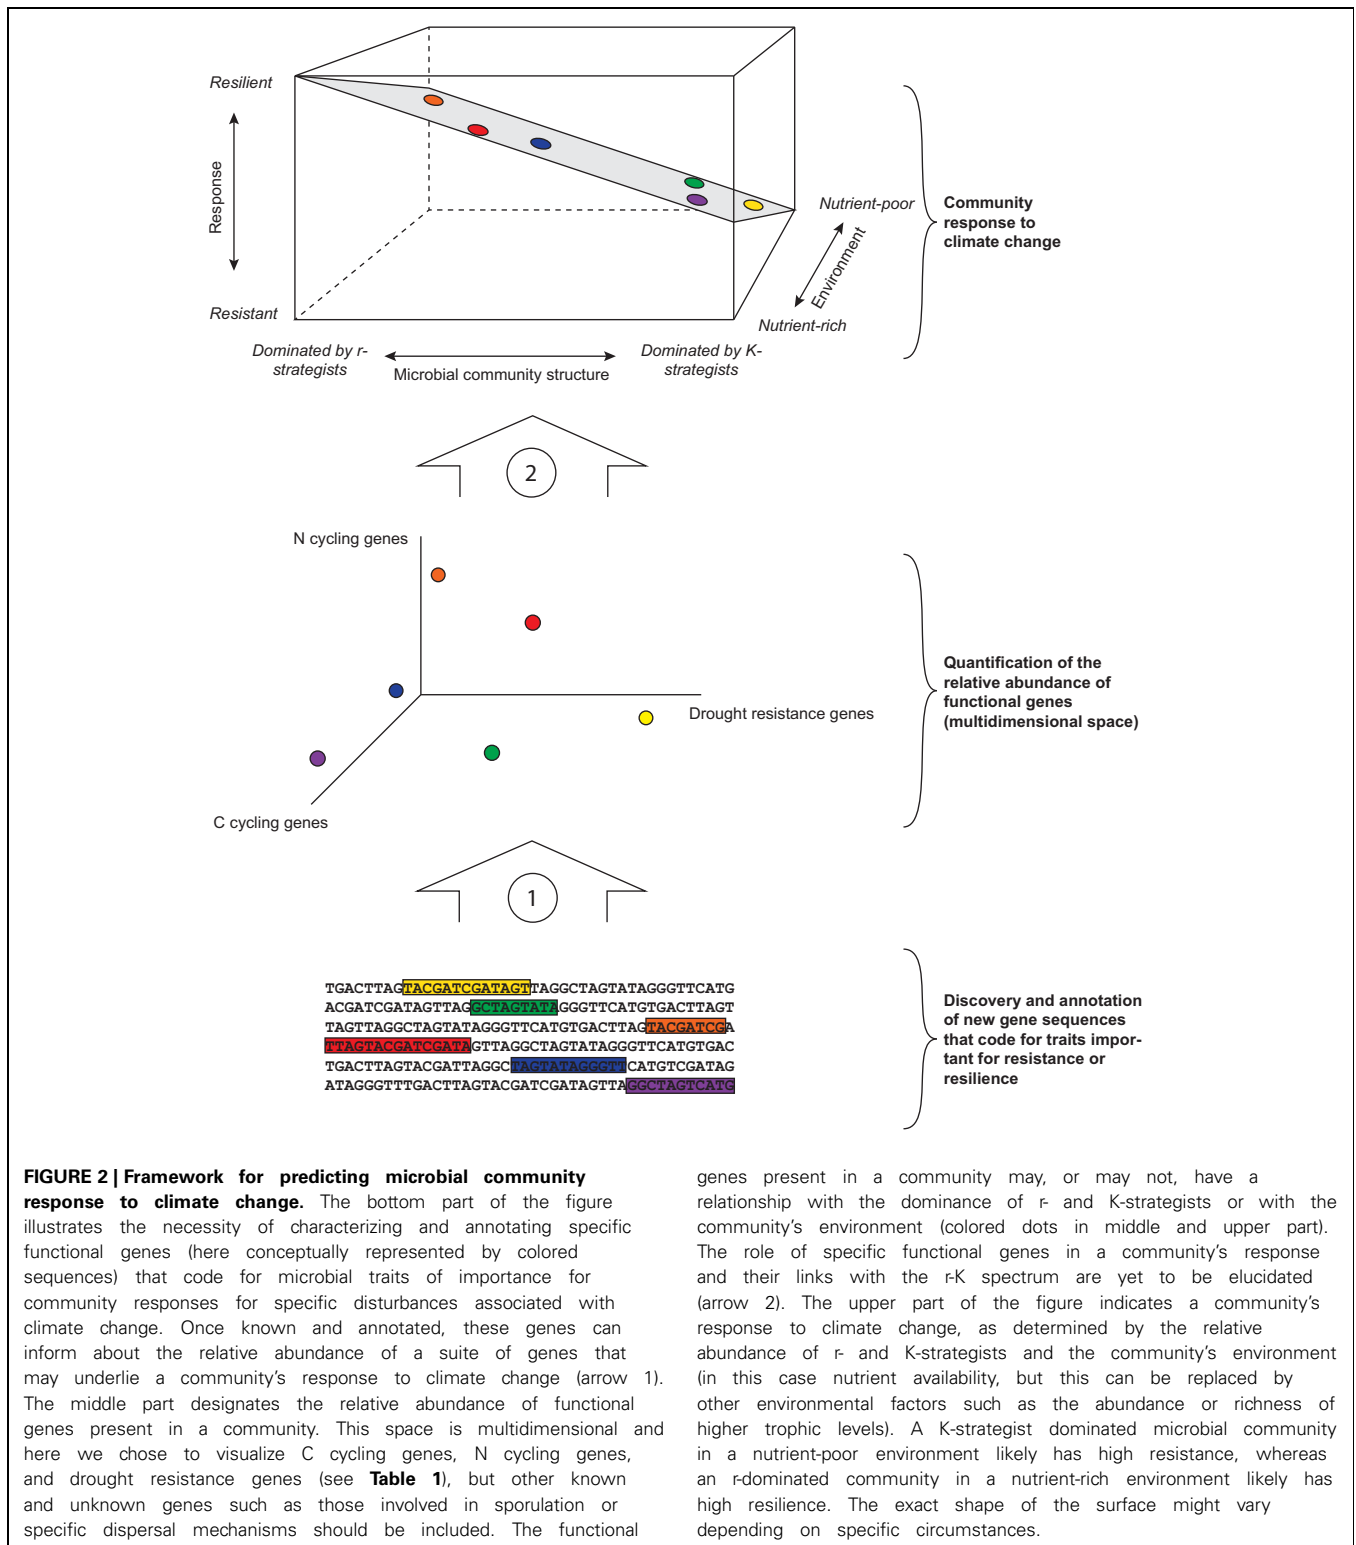 Resilient
Response
Resistant
Nutrient-poor
Environment
Nutrient-rich
Dominated by r-
strategists
Microbial community structure
Dominated by K-
strategists
Community
response to
climate change
2
N cycling genes
Drought resistance genes
C cycling genes
Quantification of the
relative abundance of
functional genes
(multidimensional space)
1
TGACTTAGTACGATCGATAGTTAGGCTAGTATAGGGTTCATG
ACGATCGATAGTTAGGCTAGTATAGGGTTCATGTGACTTAGT
TAGTTAGGCTAGTATAGGGTTCATGTGACTTAGTACGATCGA
TTAGTACGATCGATAGTTAGGCTAGTATAGGGTTCATGTGAC
TGACTTAGTACGATTAGGCTAGTATAGGGTTCATGTCGATAG
ATAGGGTTTGACTTAGTACGATCGATAGTTAGGCTAGTCATG
Discovery and annotation
of new gene sequences
that code for traits impor-
tant for resistance or
resilience
FIGURE 2 | Framework for predicting microbial community
response to climate change. The bottom part of the figure
illustrates the necessity of characterizing and annotating specific
functional genes (here conceptually represented by colored
sequences) that code for microbial traits of importance for
community responses for specific disturbances associated with
climate change. Once known and annotated, these genes can
inform about the relative abundance of a suite of genes that
may underlie a community's response to climate change (arrow 1).
The middle part designates the relative abundance of functional
genes present in a community. This space is multidimensional and
here we chose to visualize C cycling genes, N cycling genes,
and drought resistance genes (see Table 1), but other known
and unknown genes such as those involved in sporulation or
specific dispersal mechanisms should be included. The functional
genes present in a community may, or may not, have a
relationship with the dominance of r- and K-strategists or with the
community's environment (colored dots in middle and upper part).
The role of specific functional genes in a community's response
and their links with the r-K spectrum are yet to be elucidated
(arrow 2). The upper part of the figure indicates a community's
response to climate change, as determined by the relative
abundance of r- and K-strategists and the community's environment
(in this case nutrient availability, but this can be replaced by
other environmental factors such as the abundance or richness of
higher trophic levels). A K-strategist dominated microbial community
in a nutrient-poor environment likely has high resistance, whereas
an r-dominated community in a nutrient-rich environment likely has
high resilience. The exact shape of the surface might vary
depending on specific circumstances.